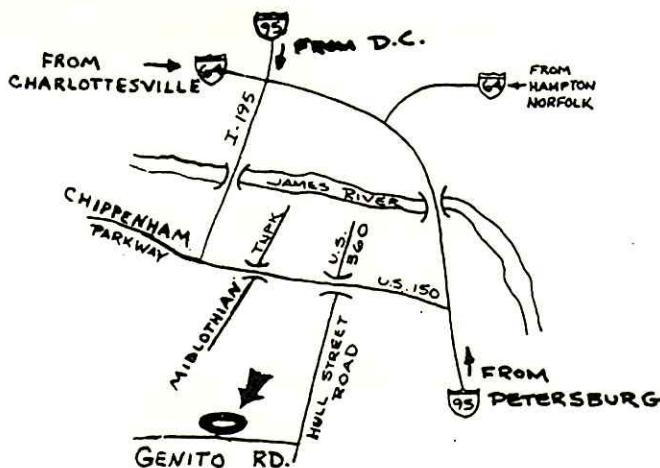 95
FROM D.C.
FROM
CHARLOTTESVILLE
64
64
FROM
HAMPTON
NORFOLK
I-195
JAMES RIVER
CHIPPENHAM
PARKWAY
TNPK
MIDLOTHIAN
U.S.
360
U.S. 150
HULL STREET
ROAD
FROM
PETERSBURG
95
GENITO RD.